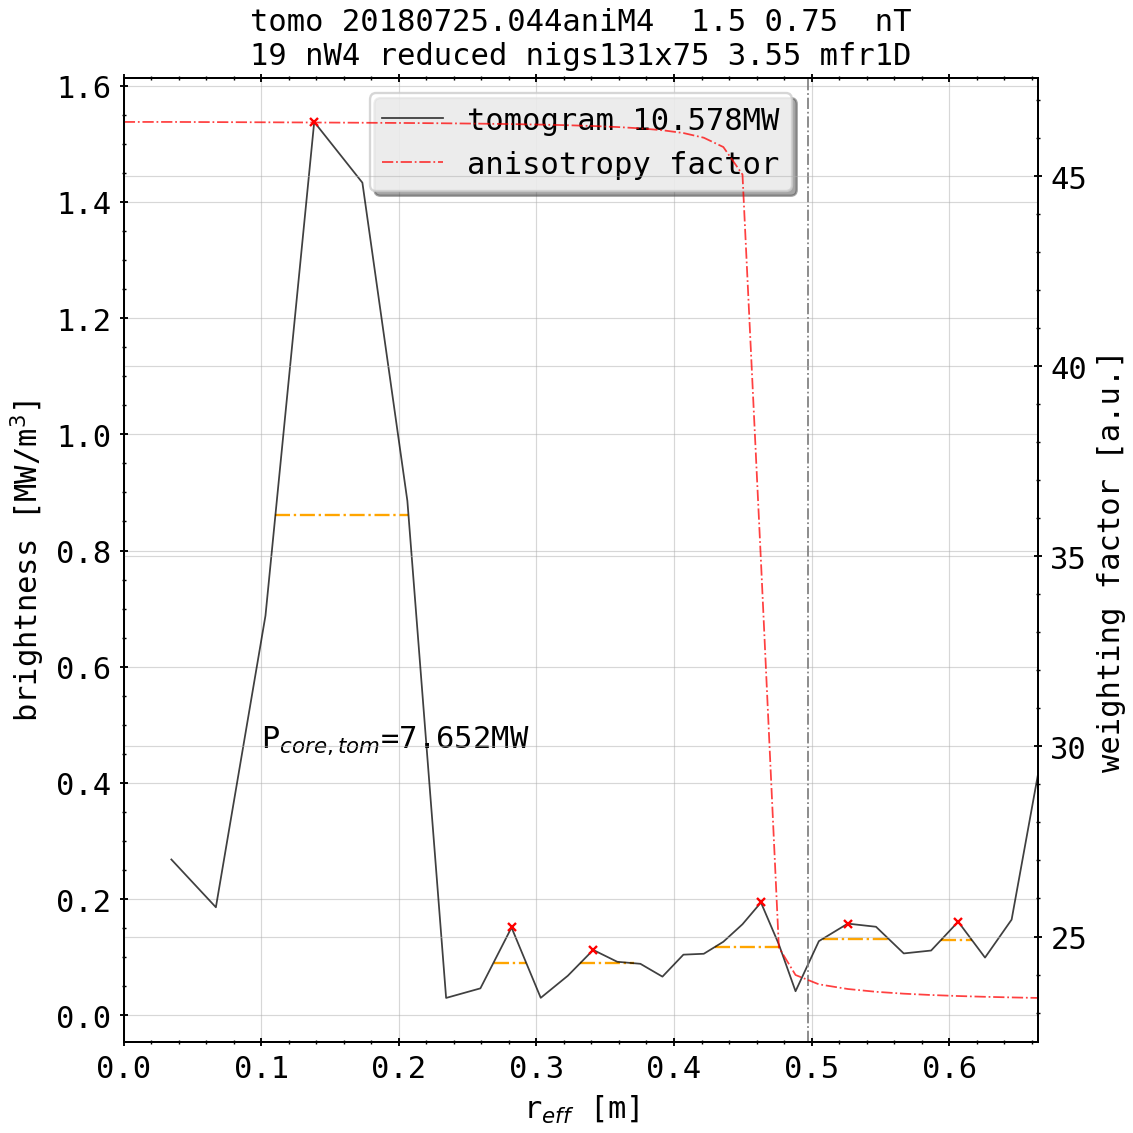 tomo 20180725.044aniM4  1.5 0.75  nT
19 nW4 reduced nigs131x75 3.55 mfr1D
tomogram 10.578MW
anisotropy factor
1.6
1.4
1.2
1.0
0.8
0.6
0.4
0.2
0.0
brightness [MW/m³]
P_core,tom=7.652MW
45
40
35
30
25
weighting factor [a.u.]
0.0 0.1 0.2 0.3 0.4 0.5 0.6
r_eff [m]